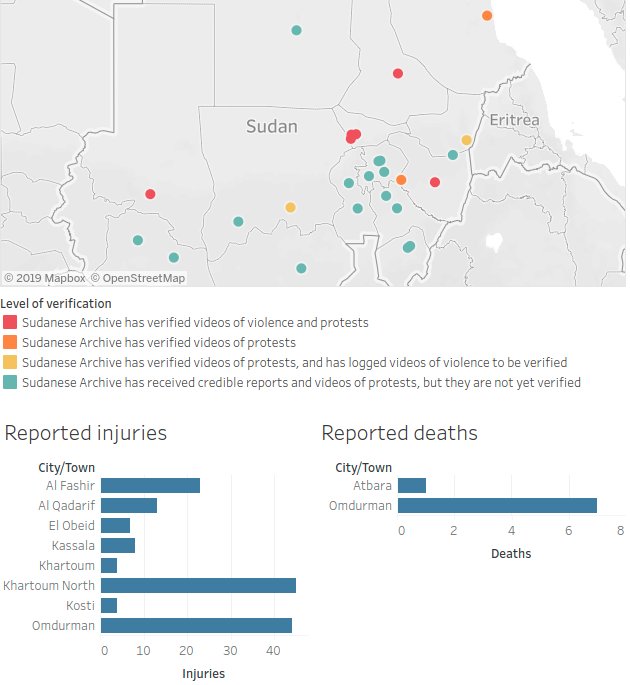 Sudan
Eritrea
© 2019 Mapbox © OpenStreetMap
Level of verification
Sudanese Archive has verified videos of violence and protests
Sudanese Archive has verified videos of protests
Sudanese Archive has verified videos of protests, and has logged videos of violence to be verified
Sudanese Archive has received credible reports and videos of protests, but they are not yet verified
Reported injuries
City/Town
Al Fashir
Al Qadarif
El Obeid
Kassala
Khartoum
Khartoum North
Kosti
Omdurman
0 10 20 30 40
Injuries
Reported deaths
City/Town
Atbara
Omdurman
0 2 4 6 8
Deaths